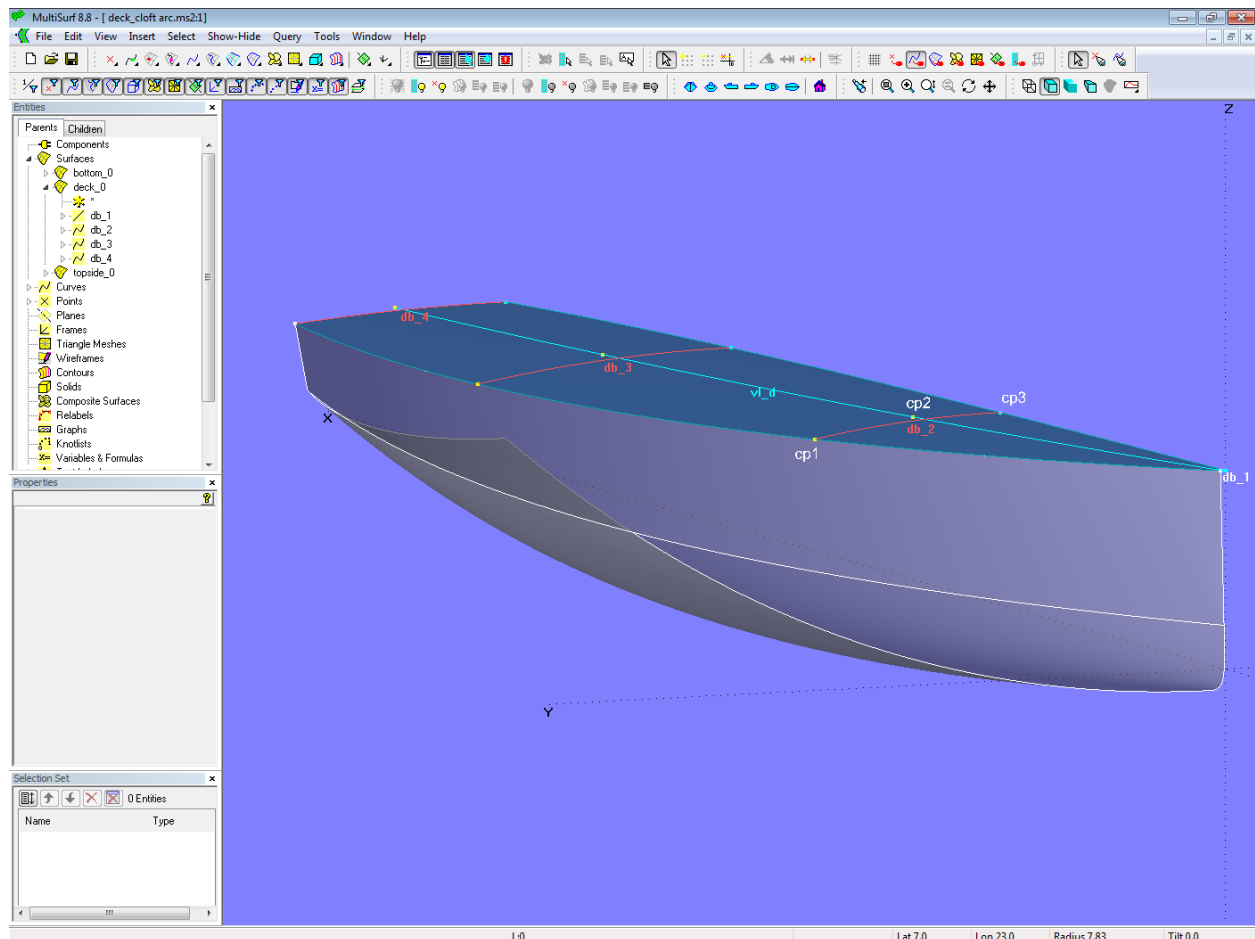 MultiSurf 8.8 - [ deck_cloft arc.ms2:1]
File Edit View Insert Select Show-Hide Query Tools Window Help
Entities
Parents Children
Components
Surfaces
bottom_0
deck_0
*
db_1
db_2
db_3
db_4
topside_0
Curves
Points
Planes
Frames
Triangle Meshes
Wireframes
Contours
Solids
Composite Surfaces
Relabels
Graphs
Knotlists
Variables & Formulas
Properties
Selection Set
0 Entities
Name Type
Z
db_4
db_3
vl_d
cp2
cp3
db_2
X
cp1
db_1
Y
L:0 Lat 7.0 Lon 23.0 Radius 7.83 Tilt 0.0